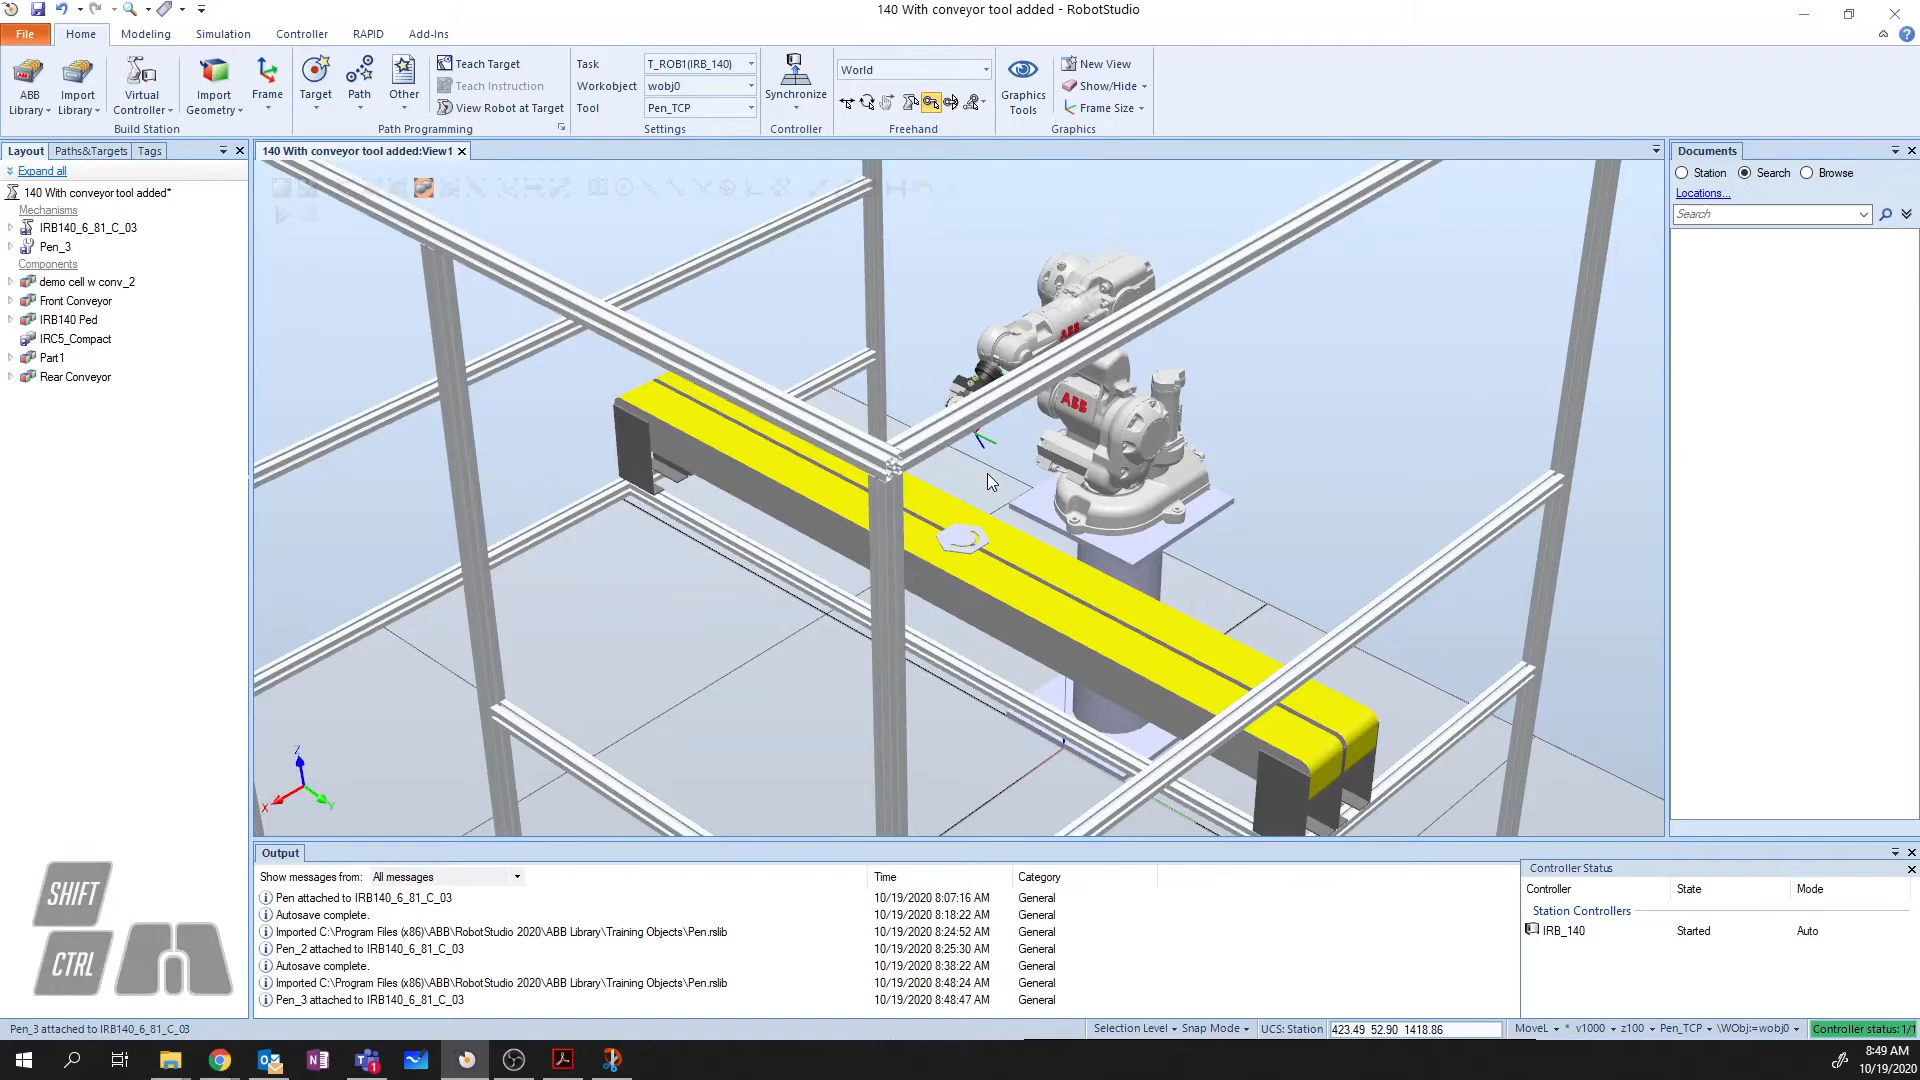 140 With conveyor tool added - RobotStudio
File Home Modeling Simulation Controller RAPID Add-Ins
ABB Library
Import Library
Virtual Controller
Import Geometry
Frame
Build Station
Target
Path
Other
Teach Target
Teach Instruction
View Robot at Target
Path Programming
Task T_ROB1(IRB_140)
Workobject wobj0
Tool Pen_TCP
Settings
Synchronize
Controller
World
Freehand
Graphics Tools
New View
Show/Hide
Frame Size
Graphics
Layout Paths&Targets Tags
Expand all
140 With conveyor tool added*
Mechanisms
IRB140_6_81_C_03
Pen_3
Components
demo cell w conv_2
Front Conveyor
IRB140 Ped
IRC5_Compact
Part1
Rear Conveyor
140 With conveyor tool added:View1
ABB
ABB
Z
X
Y
Documents
Station Search Browse
Locations...
Search
SHIFT
CTRL
Output
Show messages from: All messages Time Category
Pen attached to IRB140_6_81_C_03 10/19/2020 8:07:16 AM General
Autosave complete. 10/19/2020 8:18:22 AM General
Imported C:\Program Files (x86)\ABB\RobotStudio 2020\ABB Library\Training Objects\Pen.rslib 10/19/2020 8:24:52 AM General
Pen_2 attached to IRB140_6_81_C_03 10/19/2020 8:25:30 AM General
Autosave complete. 10/19/2020 8:38:22 AM General
Imported C:\Program Files (x86)\ABB\RobotStudio 2020\ABB Library\Training Objects\Pen.rslib 10/19/2020 8:48:24 AM General
Pen_3 attached to IRB140_6_81_C_03 10/19/2020 8:48:47 AM General
Controller Status
Controller State Mode
Station Controllers
IRB_140 Started Auto
Pen_3 attached to IRB140_6_81_C_03
Selection Level Snap Mode UCS: Station 423.49 52.90 1418.86 MoveL * v1000 z100 Pen_TCP \WObj:=wobj0 Controller status: 1/1
8:49 AM
10/19/2020